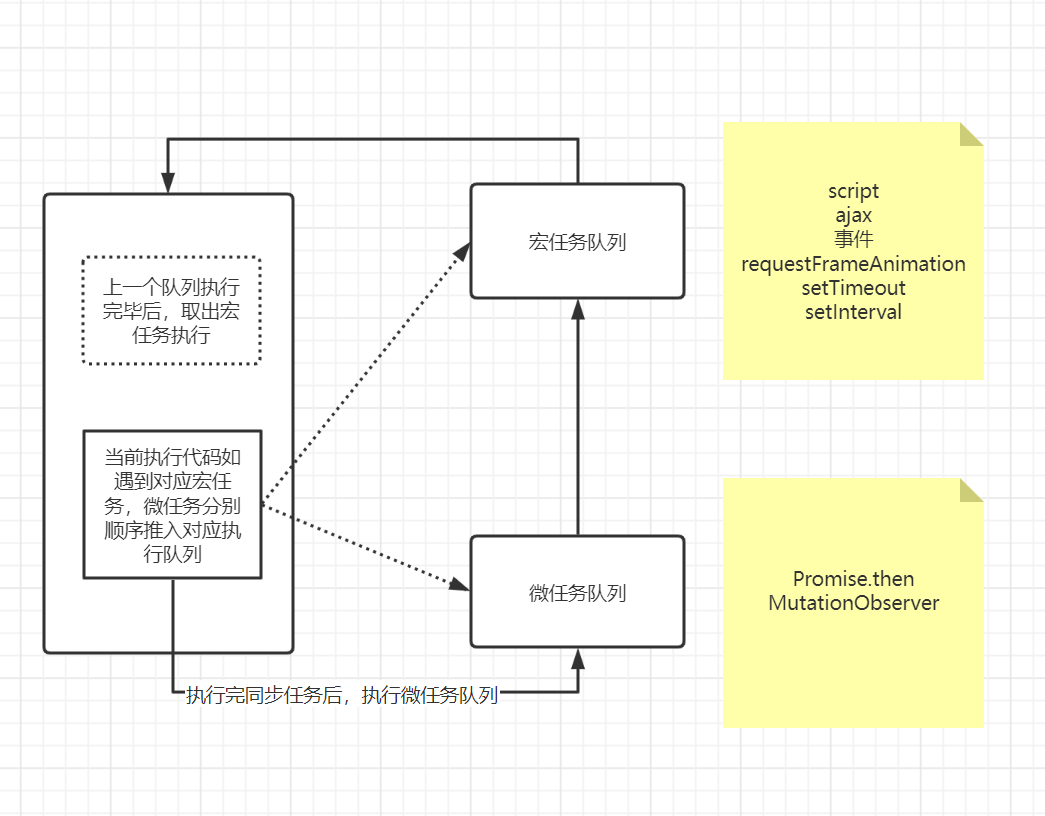 上一个队列执行
完毕后，取出宏
任务执行
当前执行代码如
遇到对应宏任
务，微任务分别
顺序推入对应执
行队列
执行完同步任务后，执行微任务队列
宏任务队列
微任务队列
script
ajax
事件
requestFrameAnimation
setTimeout
setInterval
Promise.then
MutationObserver